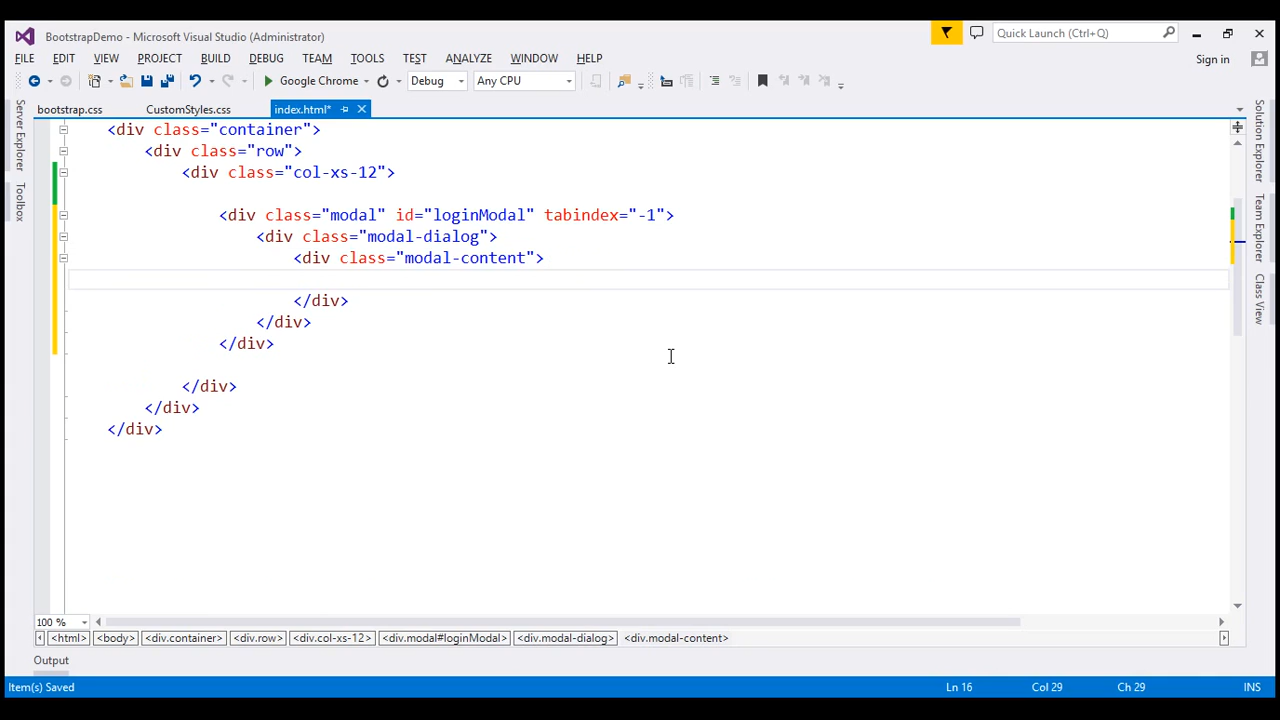 BootstrapDemo - Microsoft Visual Studio (Administrator)
Quick Launch (Ctrl+Q)
FILE EDIT VIEW PROJECT BUILD DEBUG TEAM TOOLS TEST ANALYZE WINDOW HELP
Sign in
Google Chrome Debug Any CPU
bootstrap.css CustomStyles.css index.html*
Server Explorer
Toolbox
Solution Explorer
Team Explorer
Class View
<div class="container">
<div class="row">
<div class="col-xs-12">
<div class="modal" id="loginModal" tabindex="-1">
<div class="modal-dialog">
<div class="modal-content">
</div>
</div>
</div>
</div>
</div>
</div>
100 %
<html> <body> <div.container> <div.row> <div.col-xs-12> <div.modal#loginModal> <div.modal-dialog> <div.modal-content>
Output
Item(s) Saved Ln 16 Col 29 Ch 29 INS